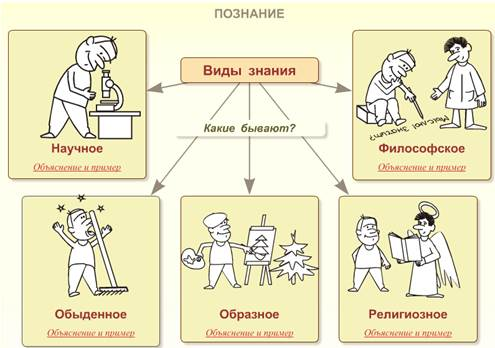 ПОЗНАНИЕ
Виды знания
Какие бывают?
Научное
Объяснение и пример
Философское
Объяснение и пример
Обыденное
Объяснение и пример
Образное
Объяснение и пример
Религиозное
Объяснение и пример